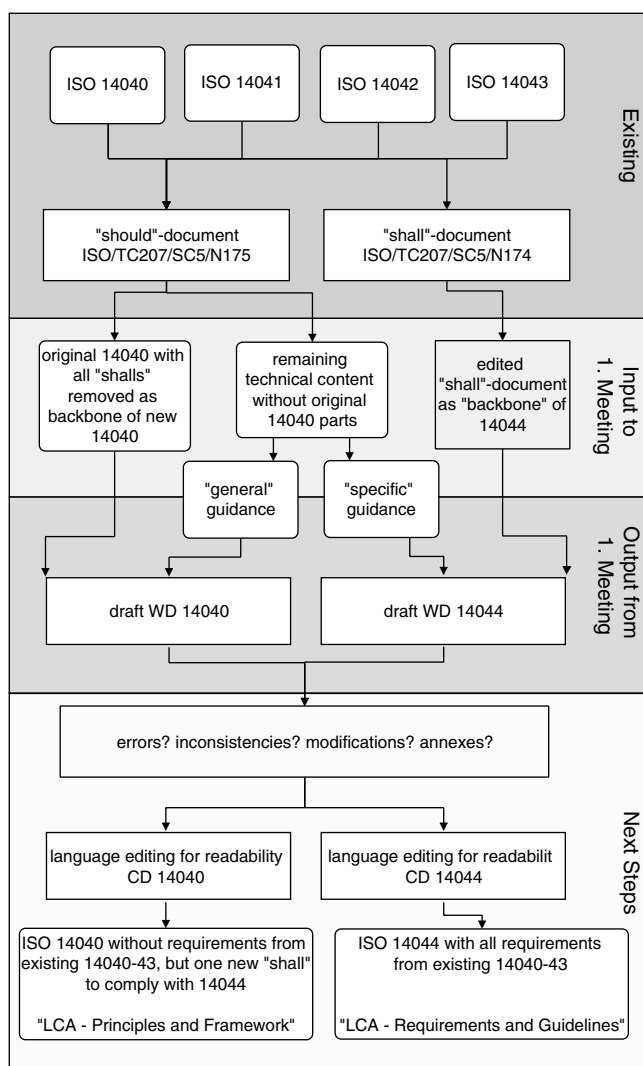 ISO 14040
ISO 14041
ISO 14042
ISO 14043
Existing
"should"-document
ISO/TC207/SC5/N175
"shall"-document
ISO/TC207/SC5/N174
original 14040 with
all "shalls"
removed as
backbone of new
14040
remaining
technical content
without original
14040 parts
edited
"shall"-document
as "backbone" of
14044
Input to
1. Meeting
"general"
guidance
"specific"
guidance
draft WD 14040
draft WD 14044
Output from
1. Meeting
errors? inconsistencies? modifications? annexes?
language editing for readability
CD 14040
language editing for readabilit
CD 14044
Next Steps
ISO 14040 without requirements from
existing 14040-43, but one new "shall"
to comply with 14044
"LCA - Principles and Framework"
ISO 14044 with all requirements
from existing 14040-43
"LCA - Requirements and Guidelines"